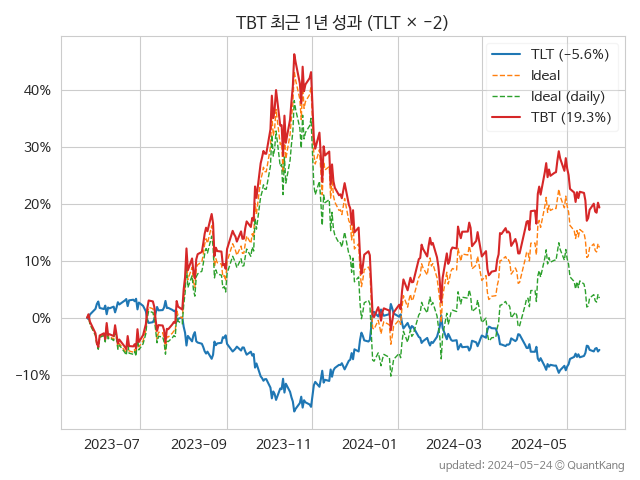 TBT 최근 1년 성과 (TLT × −2)
TLT (−5.6%)
Ideal
Ideal (daily)
TBT (19.3%)
40%
30%
20%
10%
0%
−10%
2023-07
2023-09
2023-11
2024-01
2024-03
2024-05
updated: 2024-05-24 © QuantKang